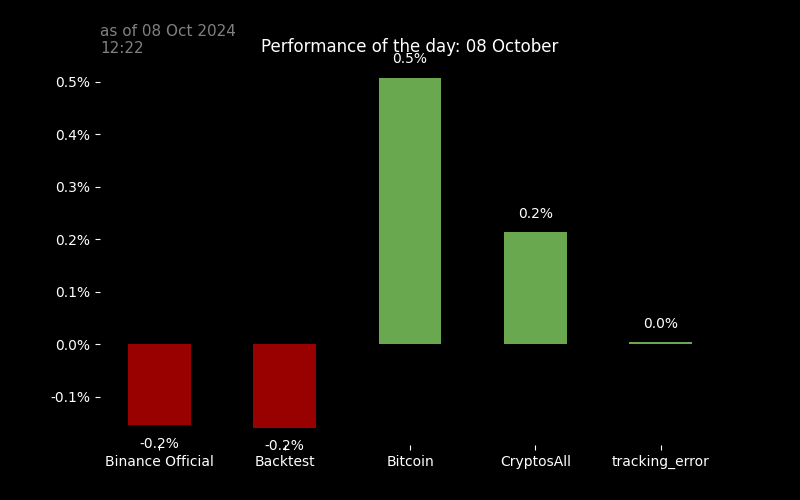 as of 08 Oct 2024
12:22
Performance of the day: 08 October
0.5%
0.5%
0.4%
0.3%
0.2%
0.2%
0.1%
0.0%
0.0%
-0.1%
-0.2%
-0.2%
Binance Official
Backtest
Bitcoin
CryptosAll
tracking_error